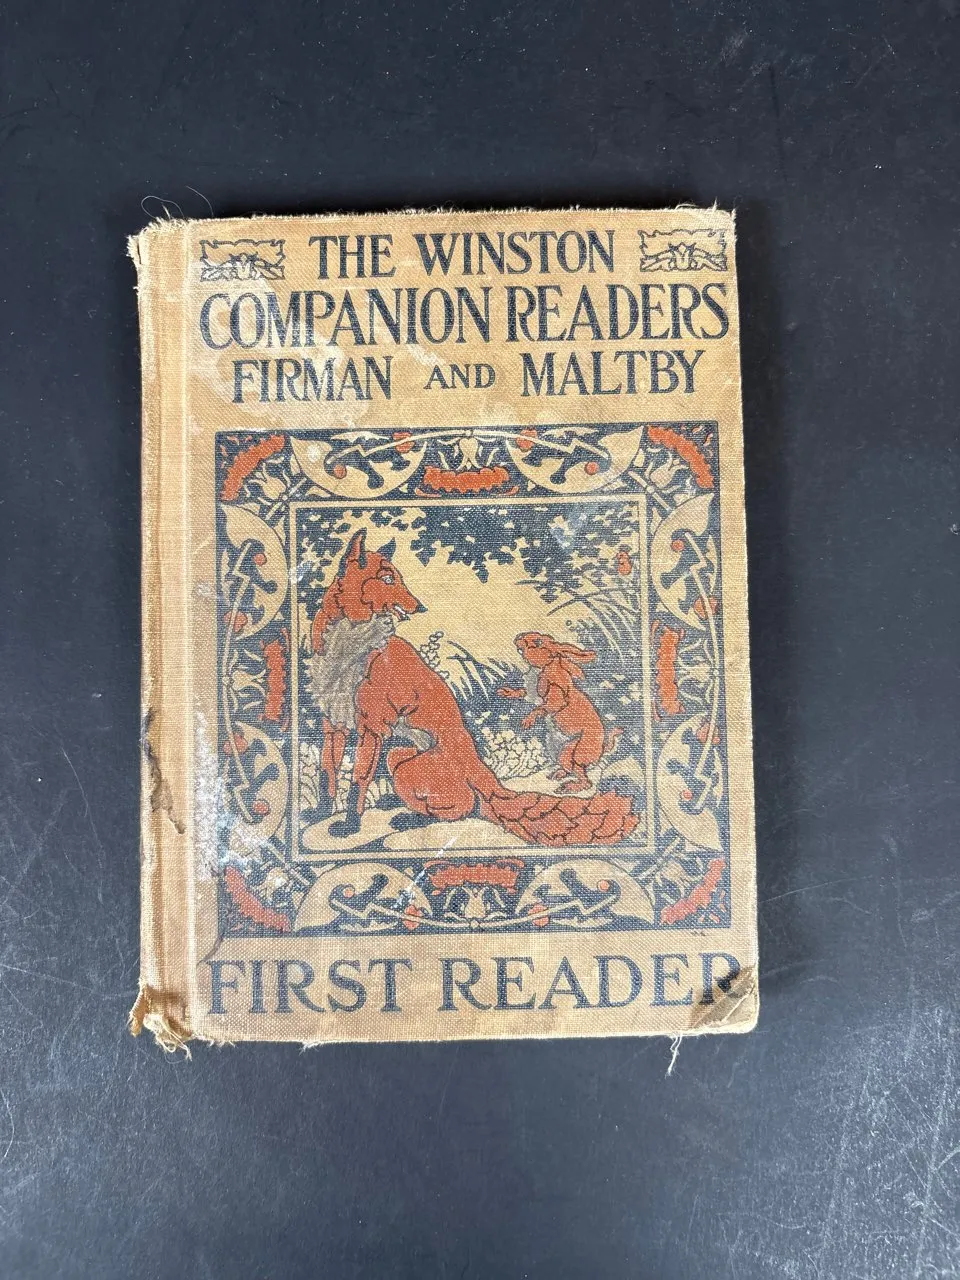 THE WINSTON
COMPANION READERS
FIRMAN AND MALTBY
FIRST READER